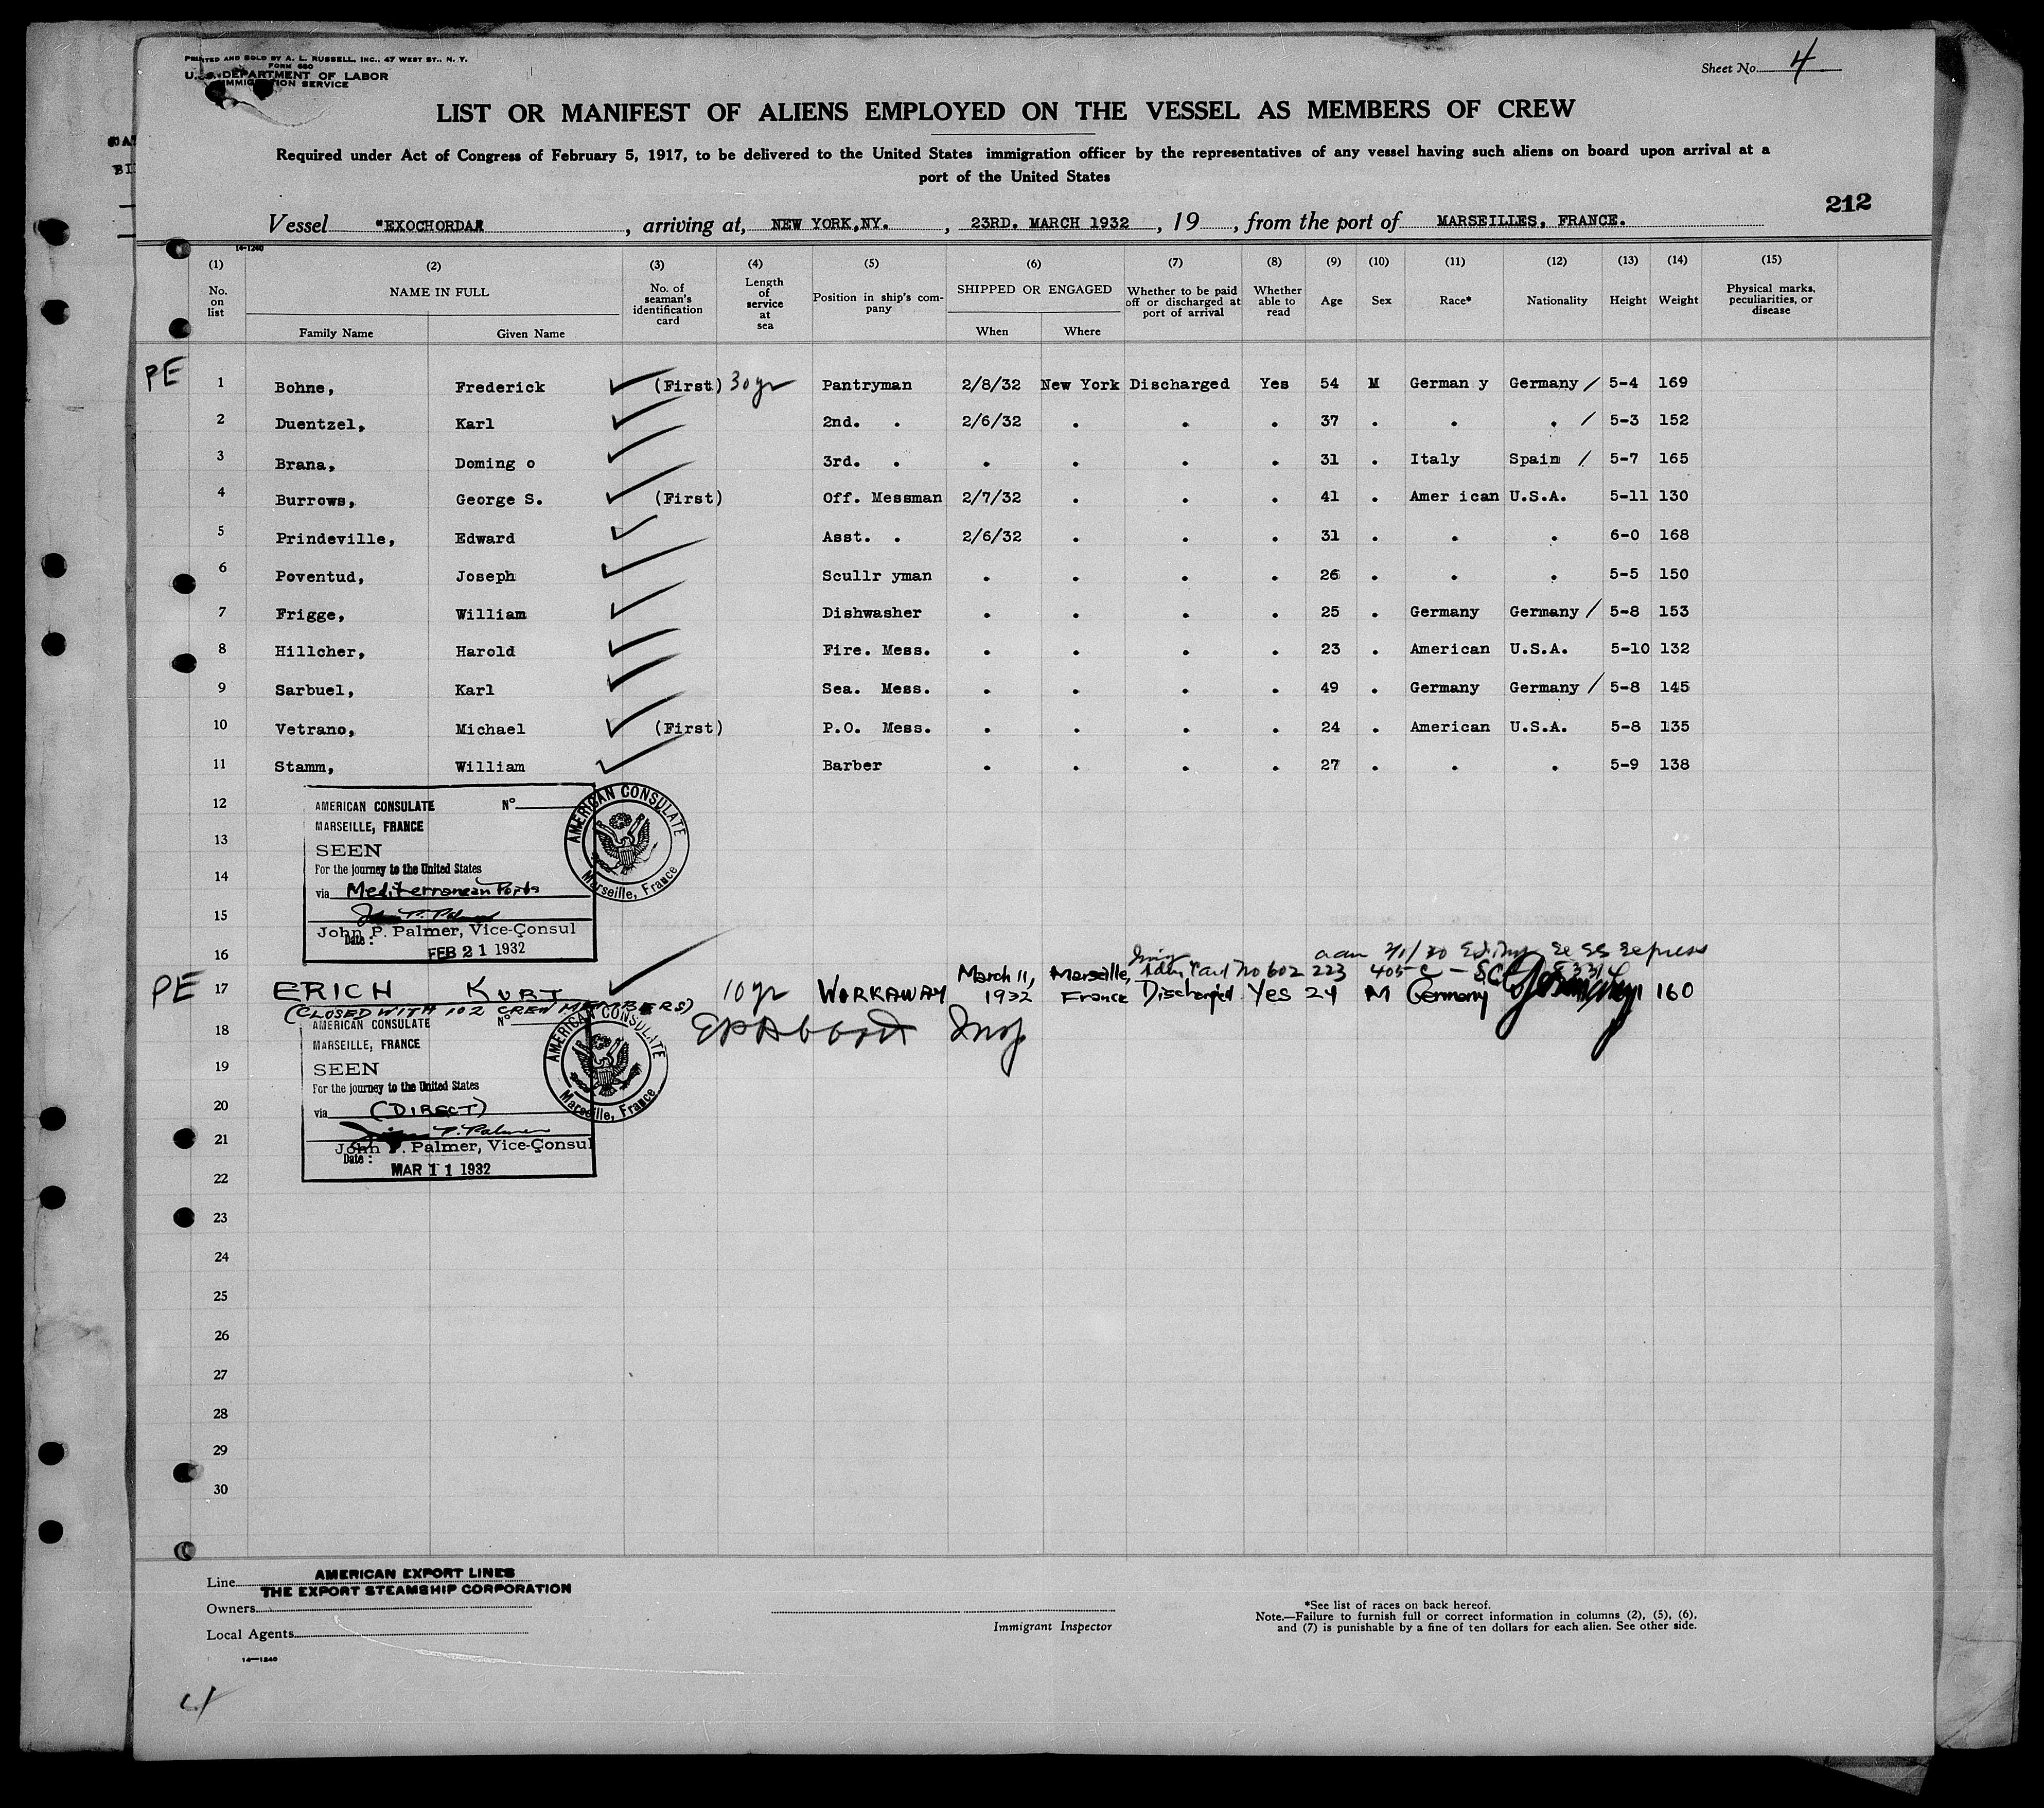 PRINTED AND SOLD BY A. L. RUSSELL, INC., 47 WEST ST., N. Y.
FORM 680
U. S. DEPARTMENT OF LABOR
IMMIGRATION SERVICE
Sheet No. 4
LIST OR MANIFEST OF ALIENS EMPLOYED ON THE VESSEL AS MEMBERS OF CREW
Required under Act of Congress of February 5, 1917, to be delivered to the United States immigration officer by the representatives of any vessel having such aliens on board upon arrival at a
port of the United States
212
Vessel "EXOCHORDA", arriving at, NEW YORK,NY. , 23RD. MARCH 1932 , 19 , from the port of MARSEILLES, FRANCE.
14-1240
(1) (2) (3) (4) (5) (6) (7) (8) (9) (10) (11) (12) (13) (14) (15)
No. on list NAME IN FULL Family Name Given Name No. of seaman's identification card Length of service at sea Position in ship's company SHIPPED OR ENGAGED When Where Whether to be paid off or discharged at port of arrival Whether able to read Age Sex Race* Nationality Height Weight Physical marks, peculiarities, or disease
PE 1 Bohne, Frederick (First) 30 yr Pantryman 2/8/32 New York Discharged Yes 54 M German y Germany / 5-4 169
2 Duentzel, Karl 2nd. . 2/6/32 . . . 37 . . . / 5-3 152
3 Brana, Doming o 3rd. . . . . . 31 . Italy Spain / 5-7 165
4 Burrows, George S. (First) Off. Messman 2/7/32 . . . 41 . Amer ican U.S.A. 5-11 130
5 Prindeville, Edward Asst. . 2/6/32 . . . 31 . . . 6-0 168
6 Poventud, Joseph Scullr yman . . . . 26 . . . 5-5 150
7 Frigge, William Dishwasher . . . . 25 . Germany Germany / 5-8 153
8 Hillcher, Harold Fire. Mess. . . . . 23 . American U.S.A. 5-10 132
9 Sarbuel, Karl Sea. Mess. . . . . 49 . Germany Germany / 5-8 145
10 Vetrano, Michael (First) P.O. Mess. . . . . 24 . American U.S.A. 5-8 135
11 Stamm, William Barber . . . . 27 . . . 5-9 138
12
13
14
15
16
AMERICAN CONSULATE No
MARSEILLE, FRANCE
SEEN
For the journey to the United States
via Mediterranean Ports
John P. Palmer, Vice-Consul
Date: FEB 21 1932
AMERICAN CONSULATE Marseille, France
Card No 602 223
PE 17 ERICH KURT 10 yr WORKAWAY March 11, 1932 Marseille, France Discharged Yes 24 M Germany 160
(CLOSED WITH 102 CREW MEMBERS)
18
19
20
21
22
AMERICAN CONSULATE No
MARSEILLE, FRANCE
SEEN
For the journey to the United States
via (DIRECT)
John P. Palmer, Vice-Consul
Date: MAR 11 1932
AMERICAN CONSULATE Marseille, France
23
24
25
26
27
28
29
30
Line AMERICAN EXPORT LINES
THE EXPORT STEAMSHIP CORPORATION
Owners
Local Agents
14-1240
Immigrant Inspector
*See list of races on back hereof.
Note.—Failure to furnish full or correct information in columns (2), (5), (6),
and (7) is punishable by a fine of ten dollars for each alien. See other side.